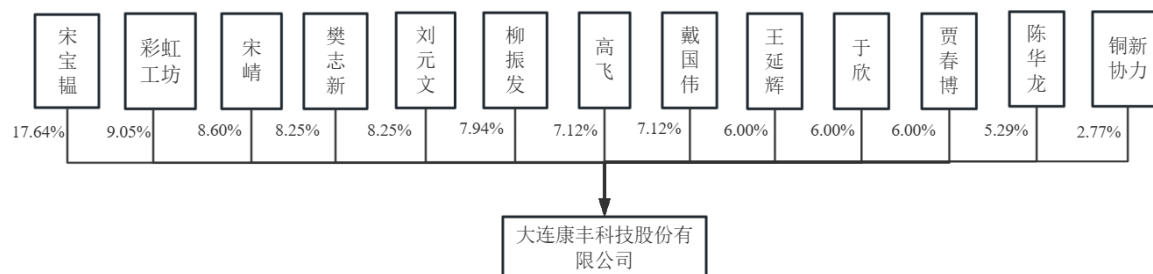 宋宝韫
彩虹
工坊
宋崝
樊志新
刘元文
柳振发
高飞
戴国伟
王延辉
于欣
贾春博
陈华龙
铜新
协力
17.64%
9.05%
8.60%
8.25%
8.25%
7.94%
7.12%
7.12%
6.00%
6.00%
6.00%
5.29%
2.77%
大连康丰科技股份有
限公司